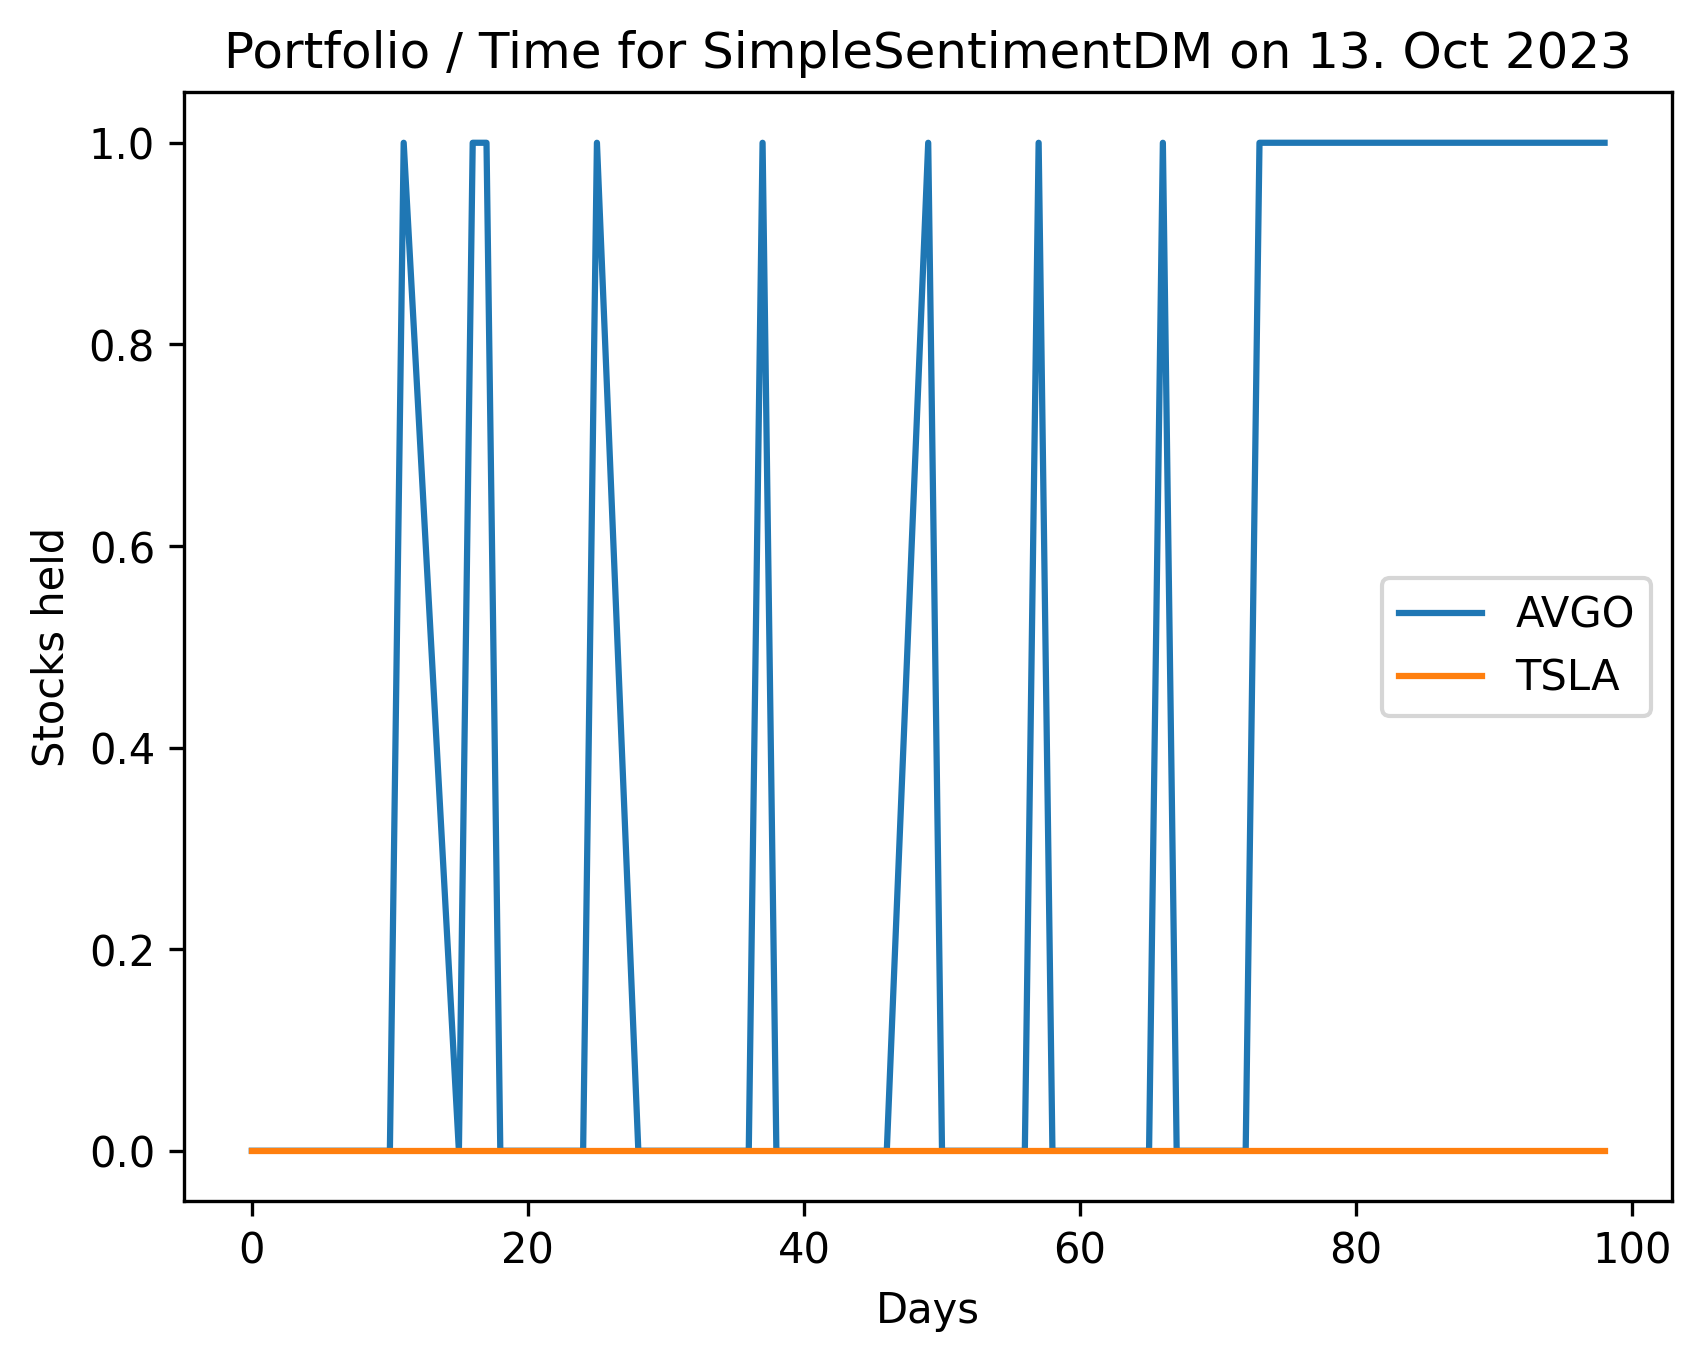 Portfolio / Time for SimpleSentimentDM on 13. Oct 2023
1.0
0.8
0.6
0.4
0.2
0.0
Stocks held
AVGO
TSLA
0 20 40 60 80 100
Days